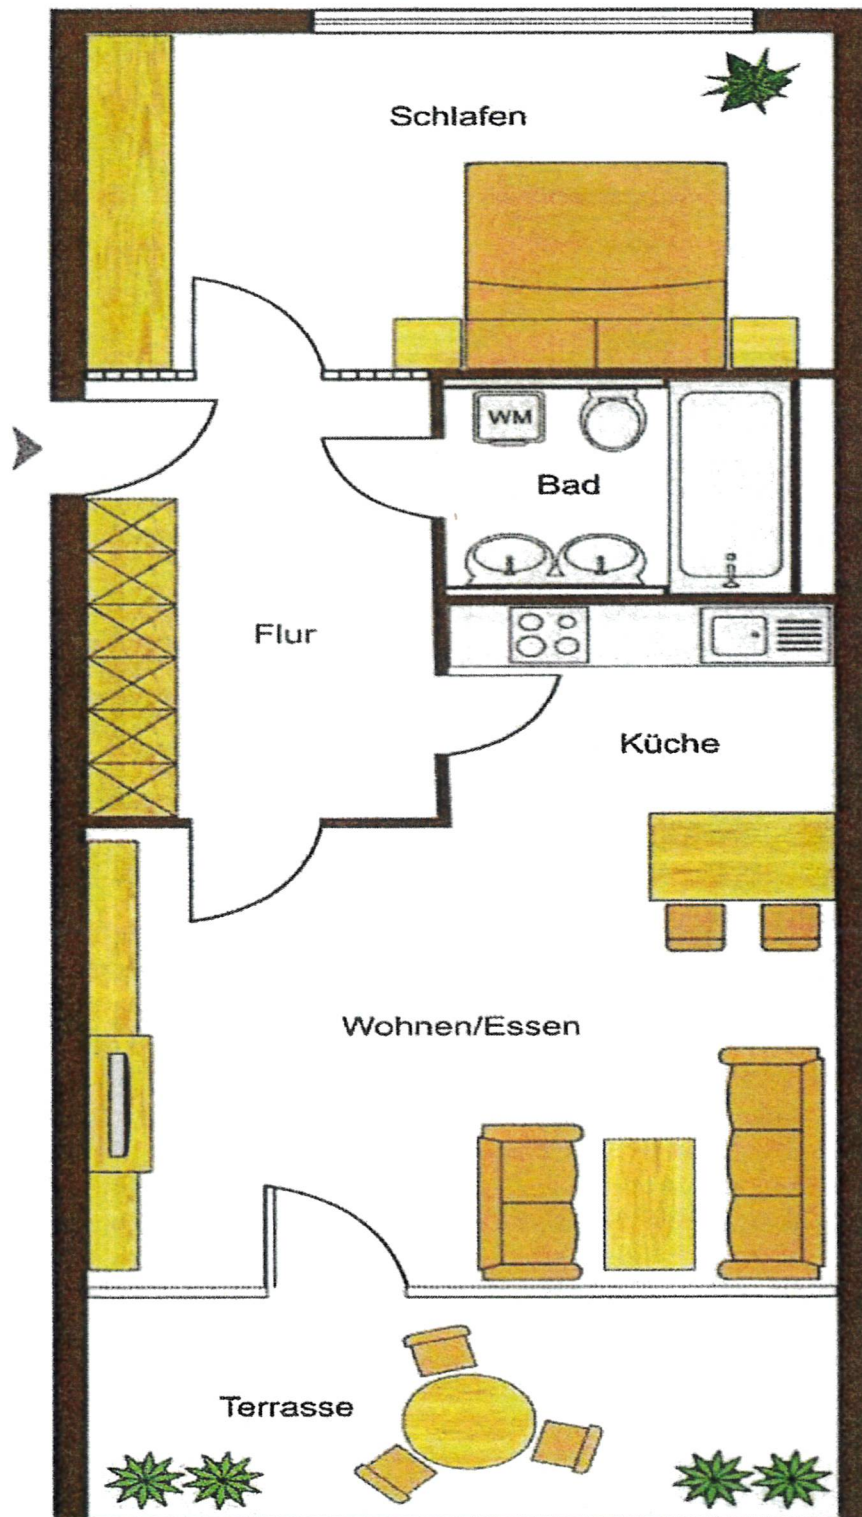 Schlafen
WM
Bad
Flur
Küche
Wohnen/Essen
Terrasse